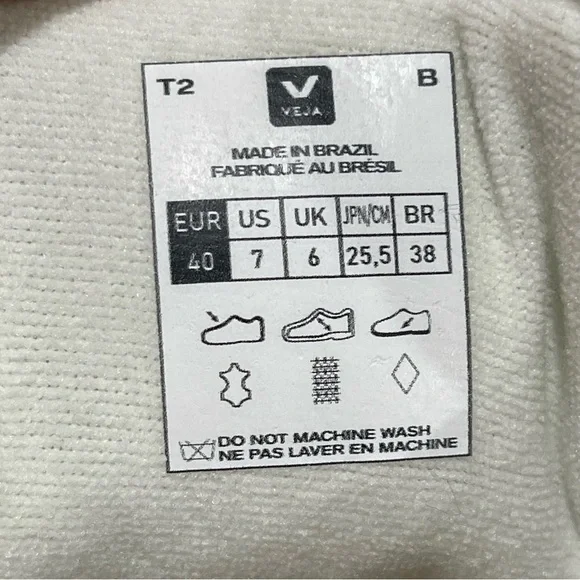 T2
V
VEJA
B
MADE IN BRAZIL
FABRIQUÉ AU BRÉSIL
EUR US UK JPN/CM BR
40 7 6 25,5 38
DO NOT MACHINE WASH
NE PAS LAVER EN MACHINE